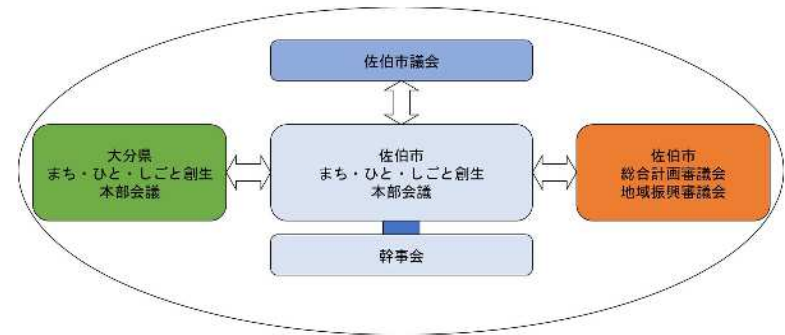 佐伯市議会
大分県
まち・ひと・しごと創生
本部会議
佐伯市
まち・ひと・しごと創生
本部会議
佐伯市
総合計画審議会
地域振興審議会
幹事会